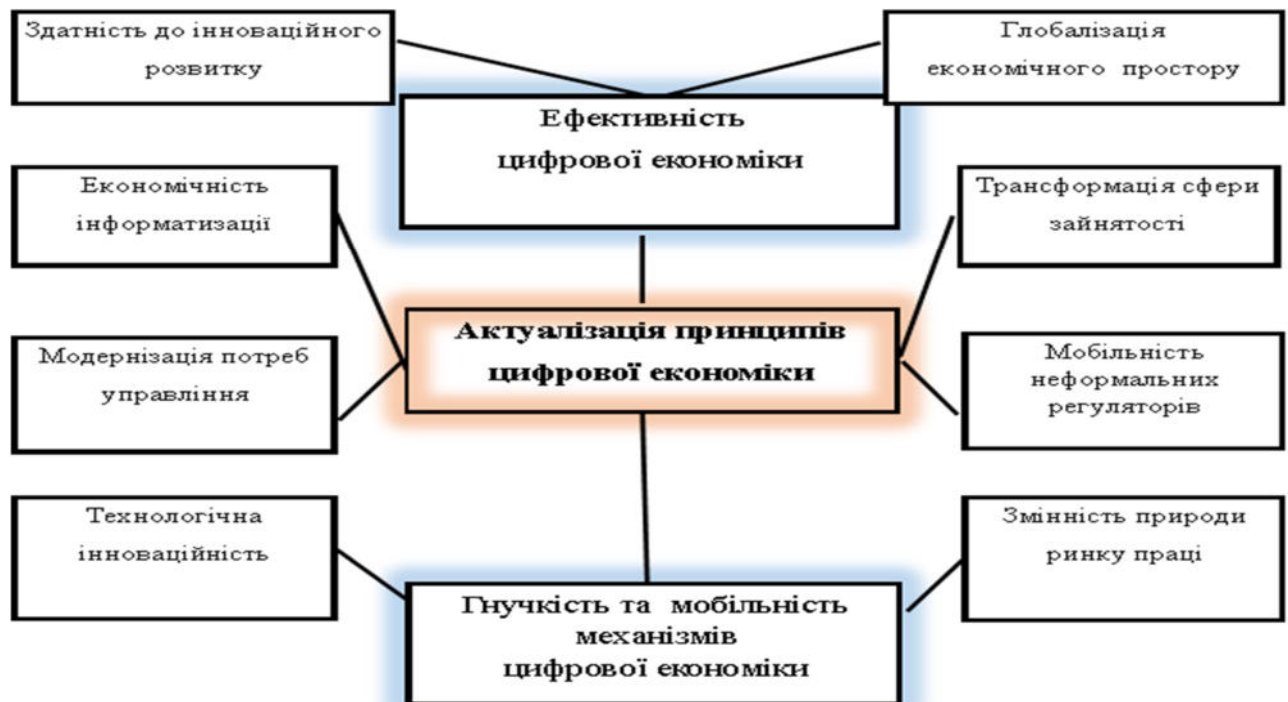 Здатність до інноваційного
розвитку
Глобалізація
економічного простору
Ефективність
цифрової економіки
Економічність
інформатизації
Трансформація сфери
зайнятості
Актуалізація принципів
цифрової економіки
Модернізація потреб
управління
Мобільність
неформальних
регуляторів
Технологічна
інноваційність
Змінність природи
ринку праці
Гнучкість та мобільність
механізмів
цифрової економіки